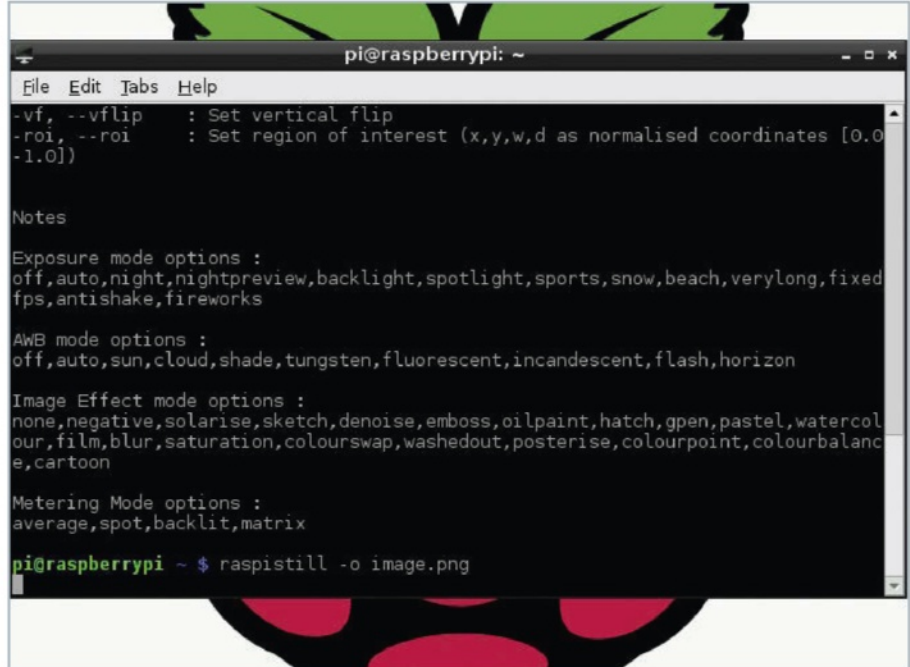 pi@raspberrypi: ~
File Edit Tabs Help
-vf, --vflip : Set vertical flip
-roi, --roi : Set region of interest (x,y,w,d as normalised coordinates [0.0
-1.0])
Notes
Exposure mode options :
off,auto,night,nightpreview,backlight,spotlight,sports,snow,beach,verylong,fixed
fps,antishake,fireworks
AWB mode options :
off,auto,sun,cloud,shade,tungsten,fluorescent,incandescent,flash,horizon
Image Effect mode options :
none,negative,solarise,sketch,denoise,emboss,oilpaint,hatch,gpen,pastel,watercol
our,film,blur,saturation,colourswap,washedout,posterise,colourpoint,colourbalanc
e,cartoon
Metering Mode options :
average,spot,backlit,matrix
pi@raspberrypi ~ $ raspistill -o image.png